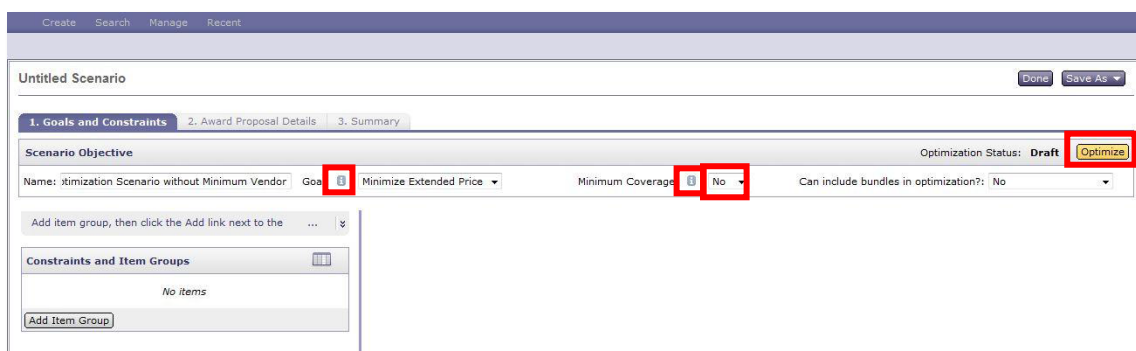 Create Search Manage Recent
Untitled Scenario
Done Save As
1. Goals and Constraints 2. Award Proposal Details 3. Summary
Scenario Objective
Optimization Status: Draft Optimize
Name: timization Scenario without Minimum Vendor Goa Minimize Extended Price Minimum Coverage No Can include bundles in optimization?: No
Add item group, then click the Add link next to the ...
Constraints and Item Groups
No items
Add Item Group